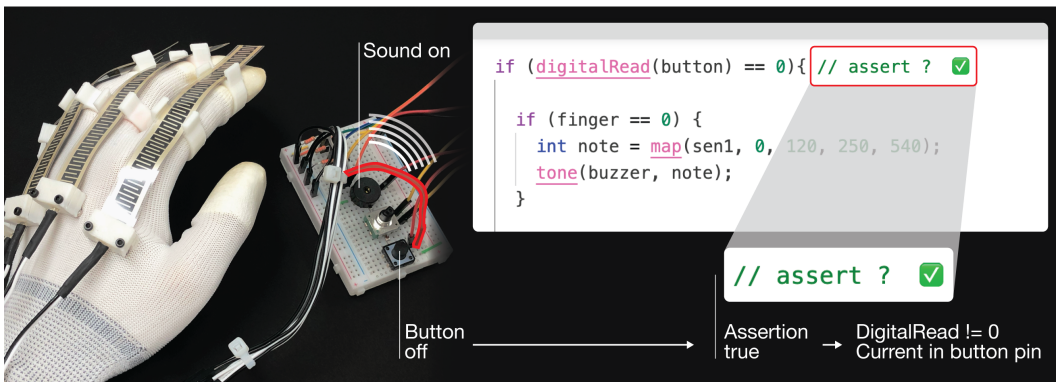 Sound on
if (digitalRead(button) == 0){ // assert ? ✅
if (finger == 0) {
int note = map(sen1, 0, 120, 250, 540);
tone(buzzer, note);
}
// assert ? ✅
Button
off
Assertion
true
→ DigitalRead != 0
Current in button pin